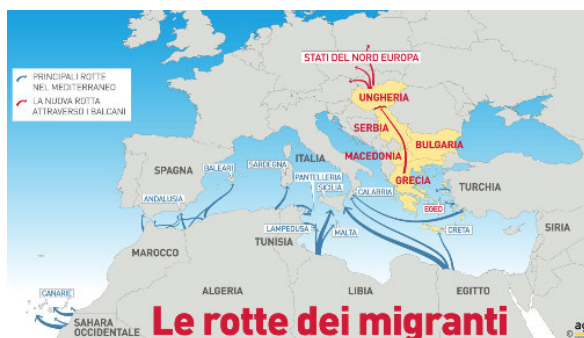 PRINCIPALI ROTTE
NEL MEDITERRANEO
LA NUOVA ROTTA
ATTRAVERSO I BALCANI
STATI DEL NORD EUROPA
UNGHERIA
SERBIA
BULGARIA
MACEDONIA
GRECIA
ITALIA
SPAGNA
BALEARI
SARDEGNA
PANTELLERIA
SICILIA
CALABRIA
TURCHIA
ANDALUSIA
EGEO
LAMPEDUSA
MALTA
CRETA
SIRIA
MAROCCO
TUNISIA
ALGERIA
LIBIA
EGITTO
CANARIE
SAHARA
OCCIDENTALE
Le rotte dei migranti
©